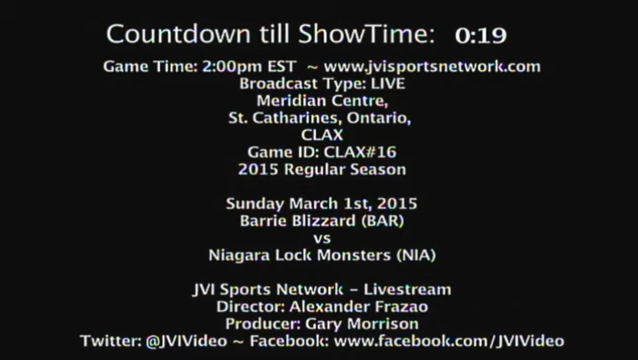 Countdown till ShowTime: 0:19
Game Time: 2:00pm EST ~ www.jvisportsnetwork.com
Broadcast Type: LIVE
Meridian Centre,
St. Catharines, Ontario,
CLAX
Game ID: CLAX#16
2015 Regular Season
Sunday March 1st, 2015
Barrie Blizzard (BAR)
vs
Niagara Lock Monsters (NIA)
JVI Sports Network - Livestream
Director: Alexander Frazao
Producer: Gary Morrison
Twitter: @JVIVideo ~ Facebook: www.facebook.com/JVIVideo